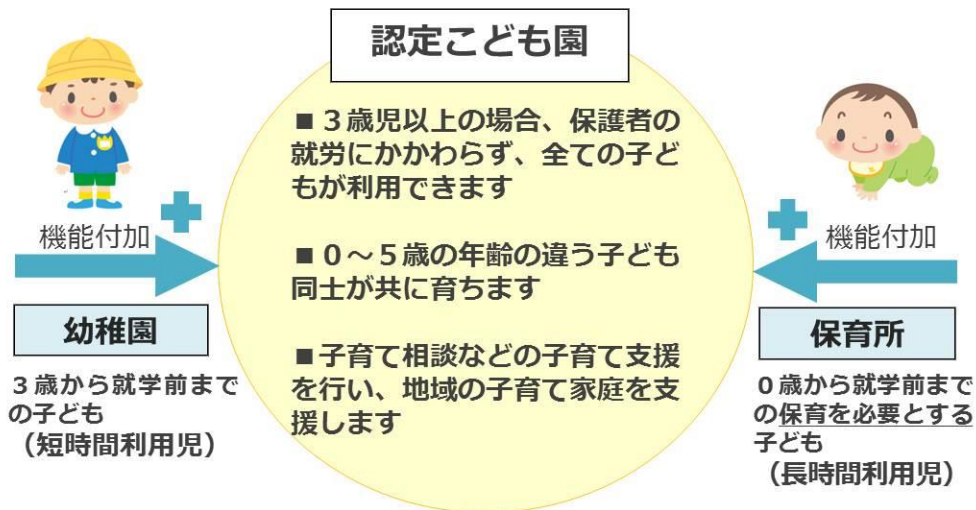 認定こども園
■３歳児以上の場合、保護者の
就労にかかわらず、全ての子ど
もが利用できます
■０～５歳の年齢の違う子ども
同士が共に育ちます
■子育て相談などの子育て支援
を行い、地域の子育て家庭を支
援します
機能付加
幼稚園
３歳から就学前まで
の子ども
（短時間利用児）
機能付加
保育所
０歳から就学前まで
の保育を必要とする
子ども
（長時間利用児）